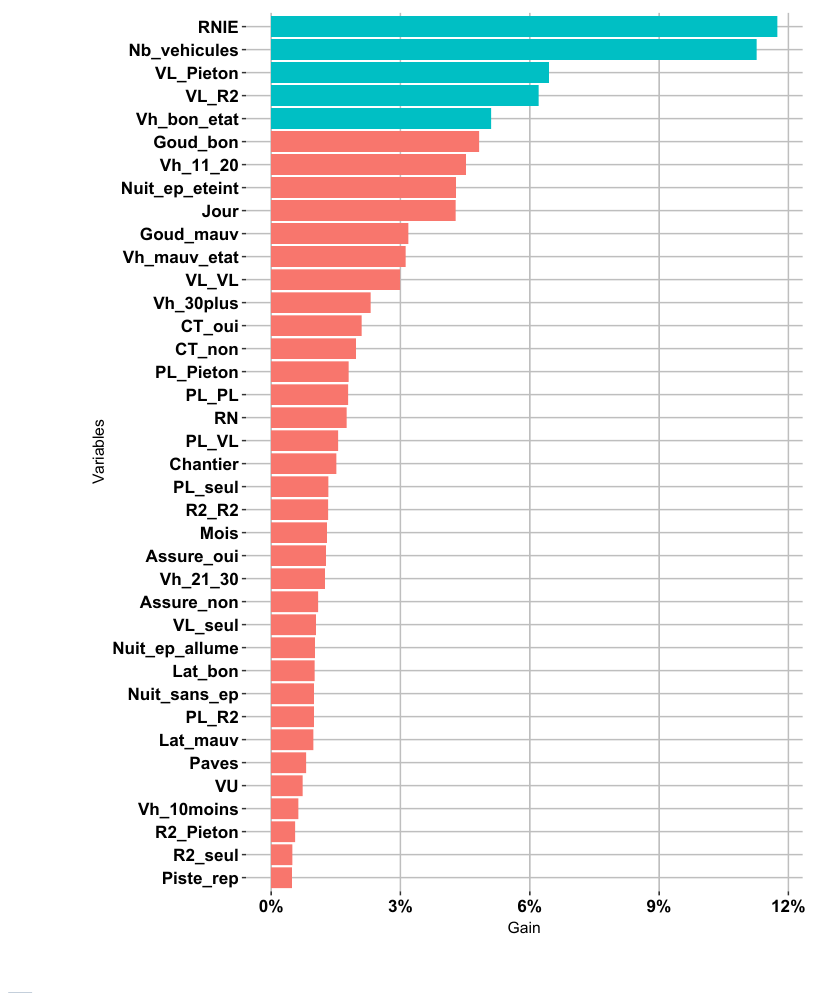 RNIE
Nb_vehicules
VL_Pieton
VL_R2
Vh_bon_etat
Goud_bon
Vh_11_20
Nuit_ep_eteint
Jour
Goud_mauv
Vh_mauv_etat
VL_VL
Vh_30plus
CT_oui
CT_non
PL_Pieton
PL_PL
RN
PL_VL
Chantier
PL_seul
R2_R2
Mois
Assure_oui
Vh_21_30
Assure_non
VL_seul
Nuit_ep_allume
Lat_bon
Nuit_sans_ep
PL_R2
Lat_mauv
Paves
VU
Vh_10moins
R2_Pieton
R2_seul
Piste_rep
Variables
0% 3% 6% 9% 12%
Gain